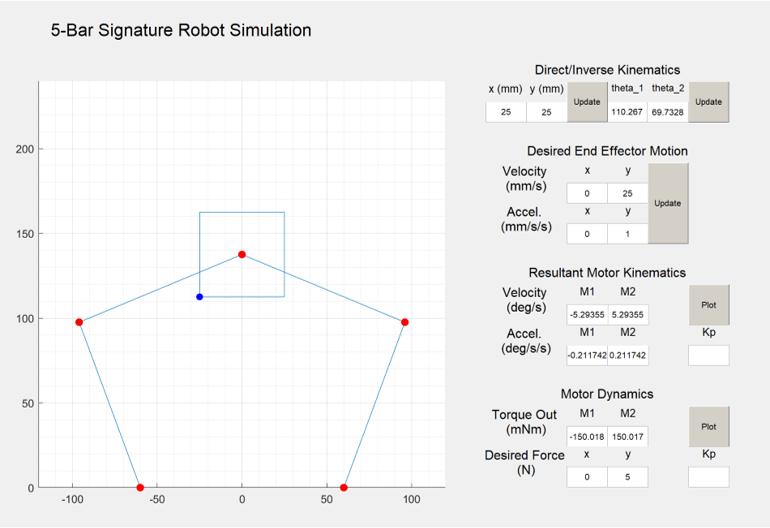 5-Bar Signature Robot Simulation
Direct/Inverse Kinematics
x (mm) y (mm) Update theta_1 theta_2 Update
25 25 110.267 69.7328
Desired End Effector Motion
Velocity (mm/s) x y
0 25 Update
Accel. (mm/s/s) x y
0 1
Resultant Motor Kinematics
Velocity (deg/s) M1 M2 Plot
-5.29355 5.29355
Accel. (deg/s/s) M1 M2 Kp
-0.211742 0.211742
Motor Dynamics
Torque Out (mNm) M1 M2 Plot
-150.018 150.017
Desired Force (N) x y Kp
0 5
200
150
100
50
0
-100 -50 0 50 100